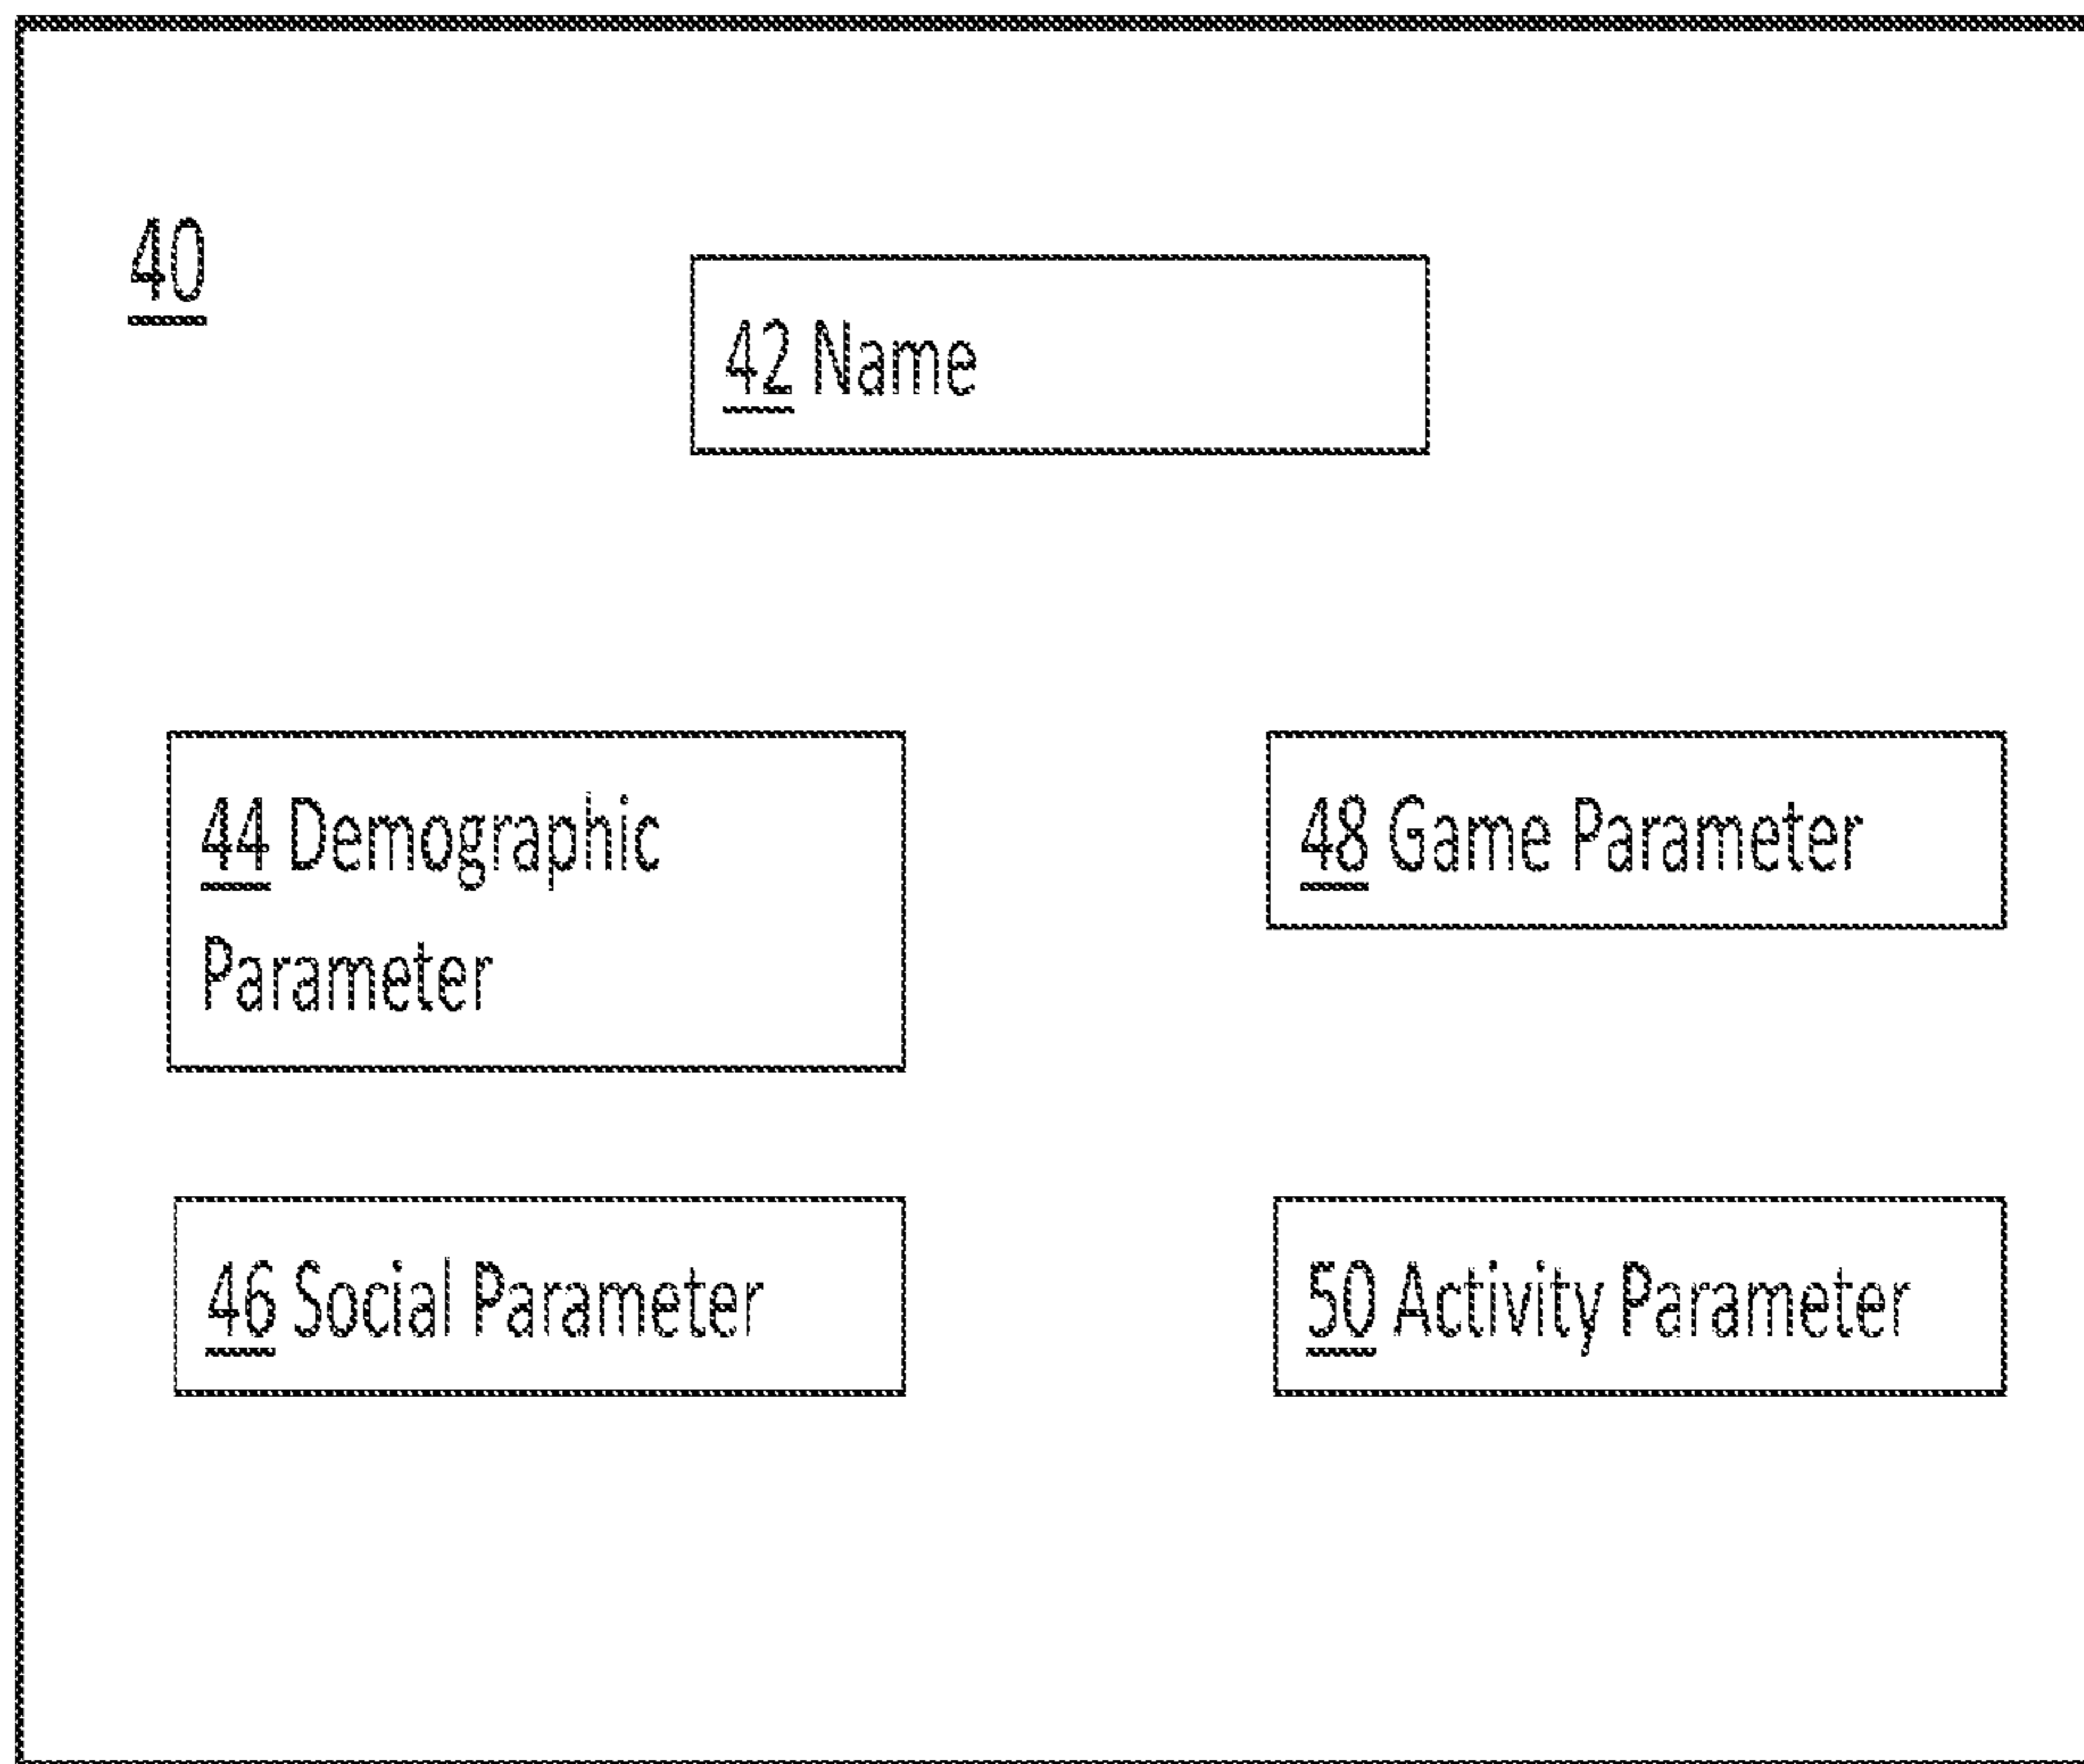 40
42 Name
44 Demographic
Parameter
48 Game Parameter
46 Social Parameter
50 Activity Parameter